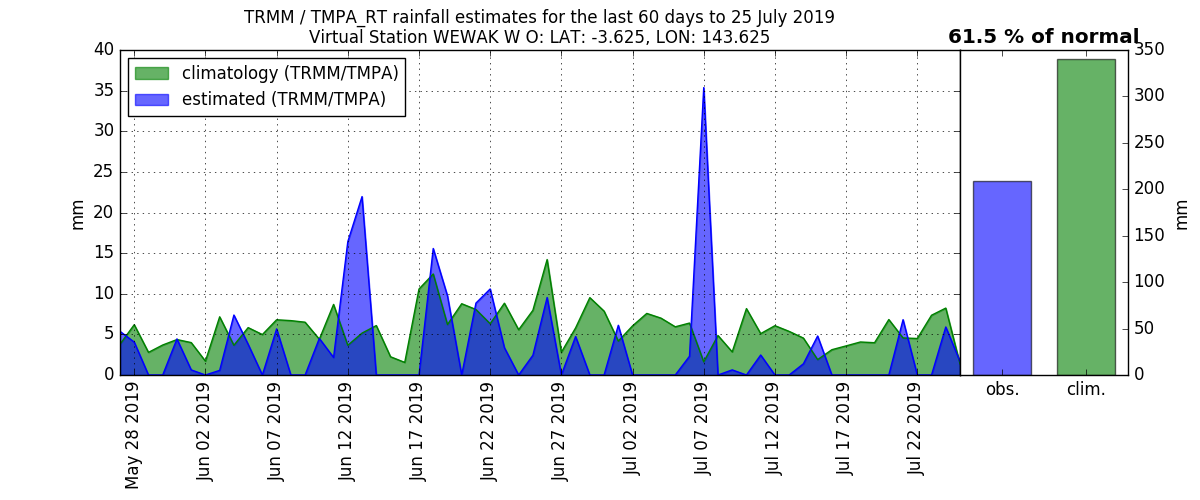 TRMM / TMPA_RT rainfall estimates for the last 60 days to 25 July 2019
Virtual Station WEWAK W O: LAT: -3.625, LON: 143.625
61.5 % of normal
climatology (TRMM/TMPA)
estimated (TRMM/TMPA)
mm
40
35
30
25
20
15
10
5
0
May 28 2019
Jun 02 2019
Jun 07 2019
Jun 12 2019
Jun 17 2019
Jun 22 2019
Jun 27 2019
Jul 02 2019
Jul 07 2019
Jul 12 2019
Jul 17 2019
Jul 22 2019
obs.
clim.
350
300
250
200
150
100
50
0
mm